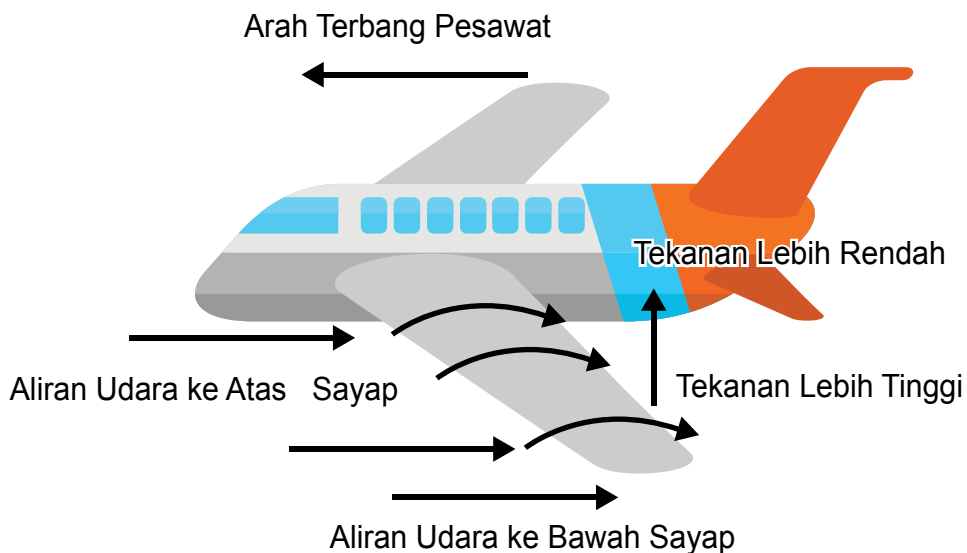 Arah Terbang Pesawat
Tekanan Lebih Rendah
Aliran Udara ke Atas Sayap
Tekanan Lebih Tinggi
Aliran Udara ke Bawah Sayap